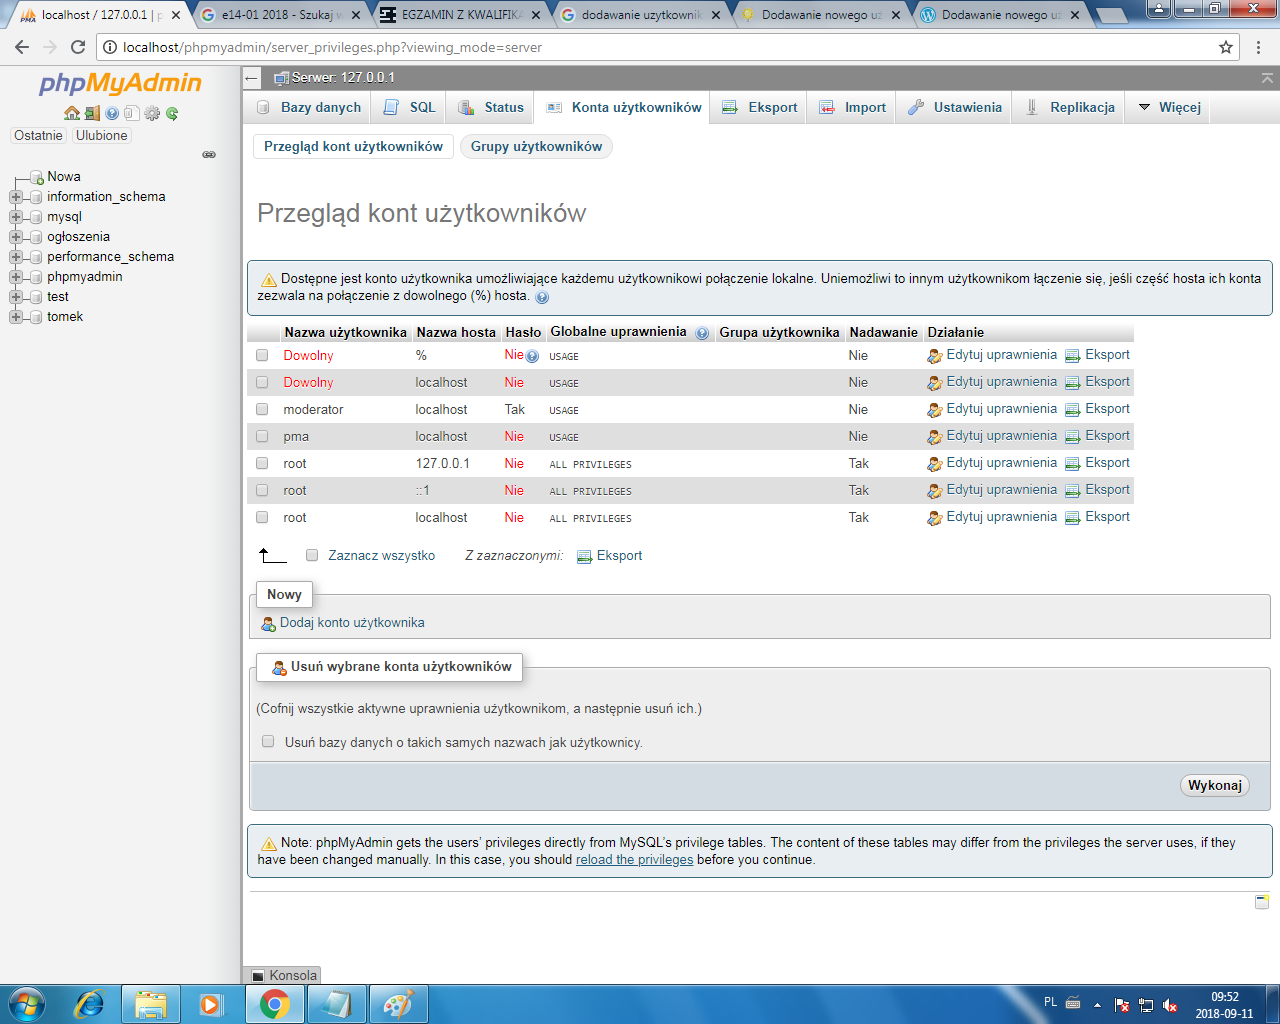 localhost / 127.0.0.1 | p
e14-01 2018 - Szukaj w
EGZAMIN Z KWALIFIKA
dodawanie uzytkownik
Dodawanie nowego uż
Dodawanie nowego uż
localhost/phpmyadmin/server_privileges.php?viewing_mode=server
phpMyAdmin
Ostatnie
Ulubione
Nowa
information_schema
mysql
ogłoszenia
performance_schema
phpmyadmin
test
tomek
Serwer: 127.0.0.1
Bazy danych
SQL
Status
Konta użytkowników
Eksport
Import
Ustawienia
Replikacja
Więcej
Przegląd kont użytkowników
Grupy użytkowników
Przegląd kont użytkowników
Dostępne jest konto użytkownika umożliwiające każdemu użytkownikowi połączenie lokalne. Uniemożliwi to innym użytkownikom łączenie się, jeśli część hosta ich konta
zezwala na połączenie z dowolnego (%) hosta.
Nazwa użytkownika Nazwa hosta Hasło Globalne uprawnienia Grupa użytkownika Nadawanie Działanie
Dowolny % Nie USAGE Nie Edytuj uprawnienia Eksport
Dowolny localhost Nie USAGE Nie Edytuj uprawnienia Eksport
moderator localhost Tak USAGE Nie Edytuj uprawnienia Eksport
pma localhost Nie USAGE Nie Edytuj uprawnienia Eksport
root 127.0.0.1 Nie ALL PRIVILEGES Tak Edytuj uprawnienia Eksport
root ::1 Nie ALL PRIVILEGES Tak Edytuj uprawnienia Eksport
root localhost Nie ALL PRIVILEGES Tak Edytuj uprawnienia Eksport
Zaznacz wszystko Z zaznaczonymi: Eksport
Nowy
Dodaj konto użytkownika
Usuń wybrane konta użytkowników
(Cofnij wszystkie aktywne uprawnienia użytkownikom, a następnie usuń ich.)
Usuń bazy danych o takich samych nazwach jak użytkownicy.
Wykonaj
Note: phpMyAdmin gets the users' privileges directly from MySQL's privilege tables. The content of these tables may differ from the privileges the server uses, if they
have been changed manually. In this case, you should reload the privileges before you continue.
Konsola
PL
09:52
2018-09-11